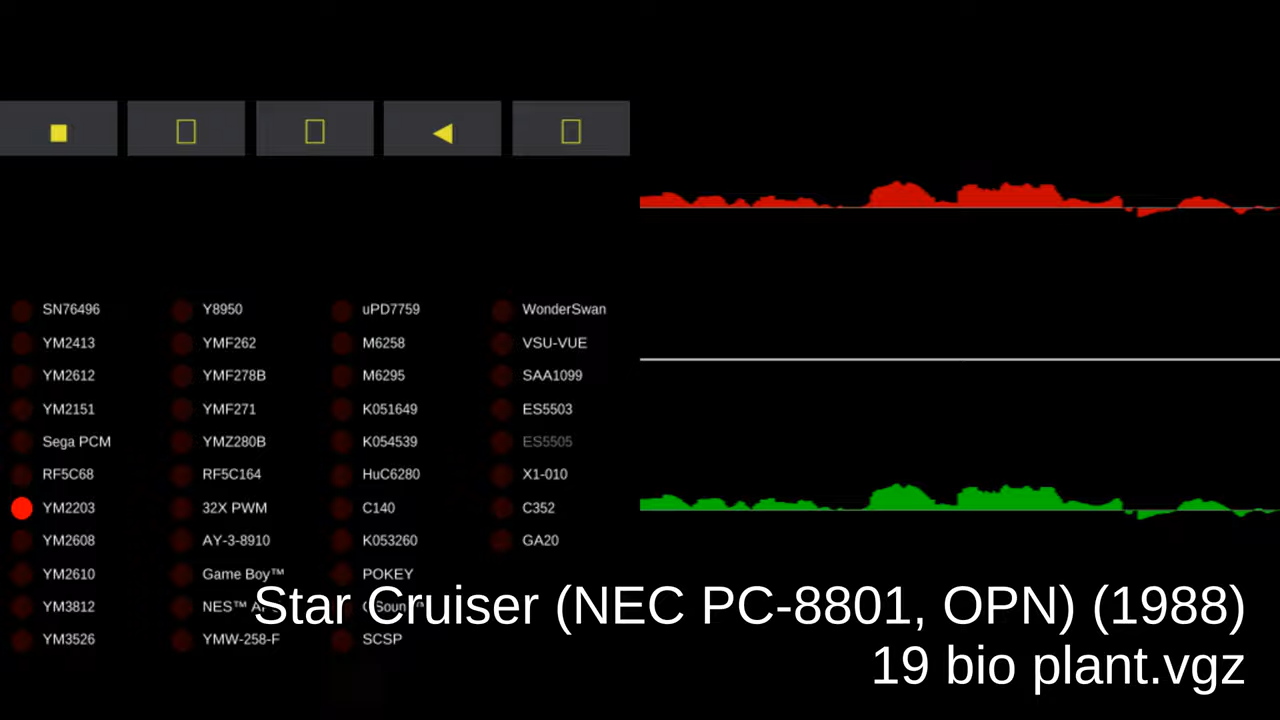 SN76496 Y8950 uPD7759 WonderSwan
YM2413 YMF262 M6258 VSU-VUE
YM2612 YMF278B M6295 SAA1099
YM2151 YMF271 K051649 ES5503
Sega PCM YMZ280B K054539 ES5505
RF5C68 RF5C164 HuC6280 X1-010
YM2203 32X PWM C140 C352
YM2608 AY-3-8910 K053260 GA20
YM2610 Game Boy™ POKEY
YM3812 NES™
YM3526 YMW-258-F SCSP
Star Cruiser (NEC PC-8801, OPN) (1988)
19 bio plant.vgz